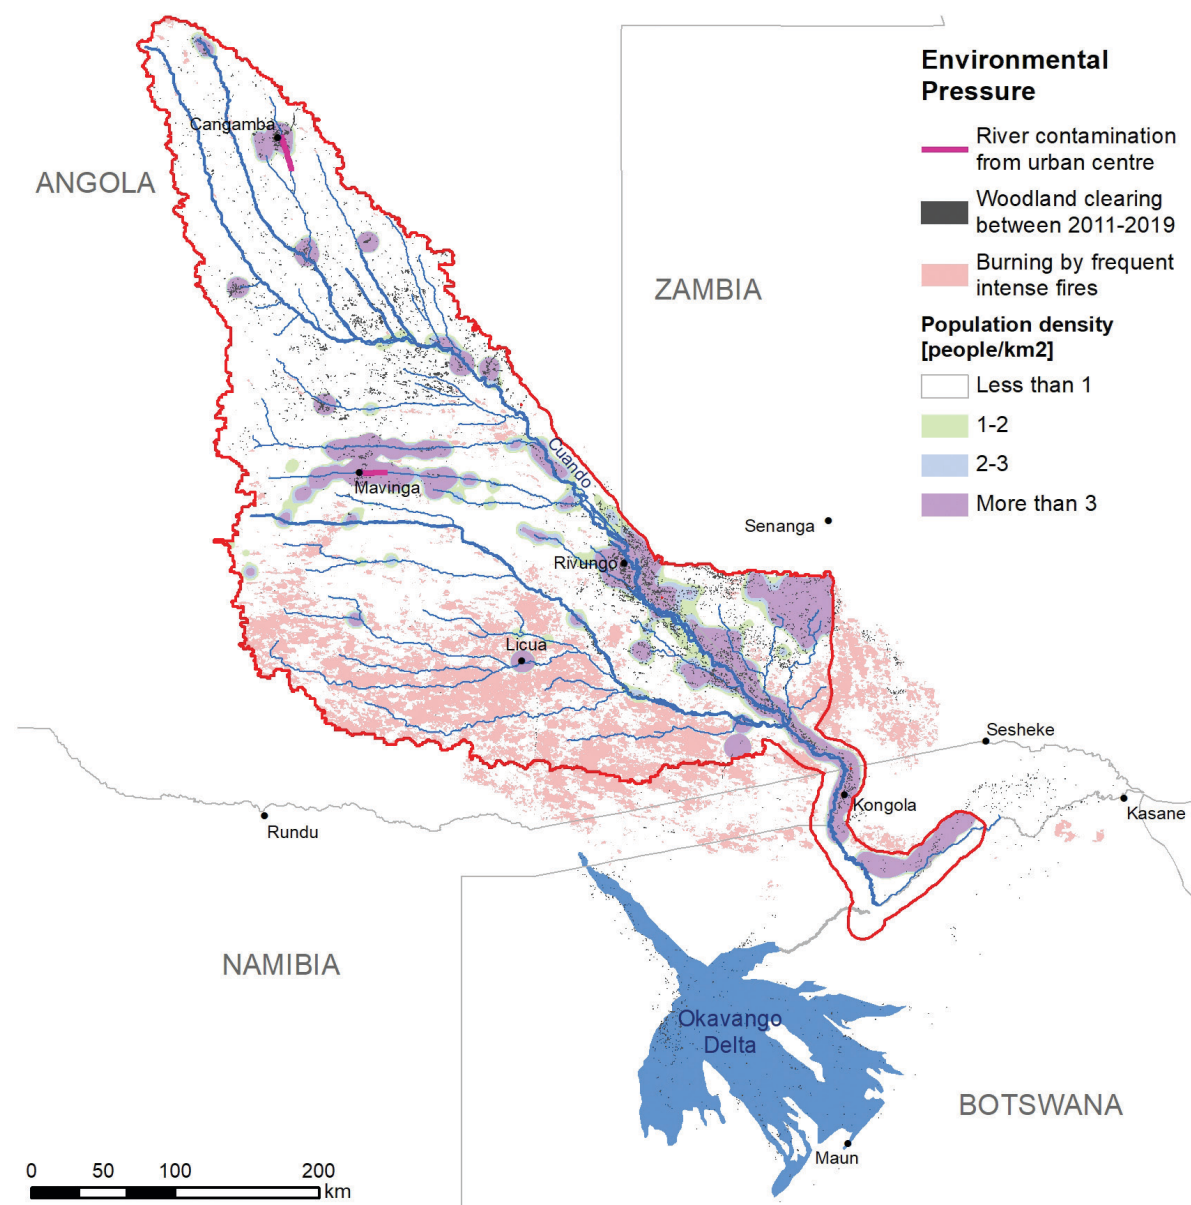 Environmental
Pressure
River contamination
from urban centre
Woodland clearing
between 2011-2019
Burning by frequent
intense fires
Population density
[people/km2]
Less than 1
1-2
2-3
More than 3
Cangamba
ANGOLA
ZAMBIA
Cuando
Mavinga
Senanga
Rivungo
Licua
Sesheke
Kongola
Kasane
Rundu
NAMIBIA
Okavango
Delta
BOTSWANA
Maun
0 50 100 200
km